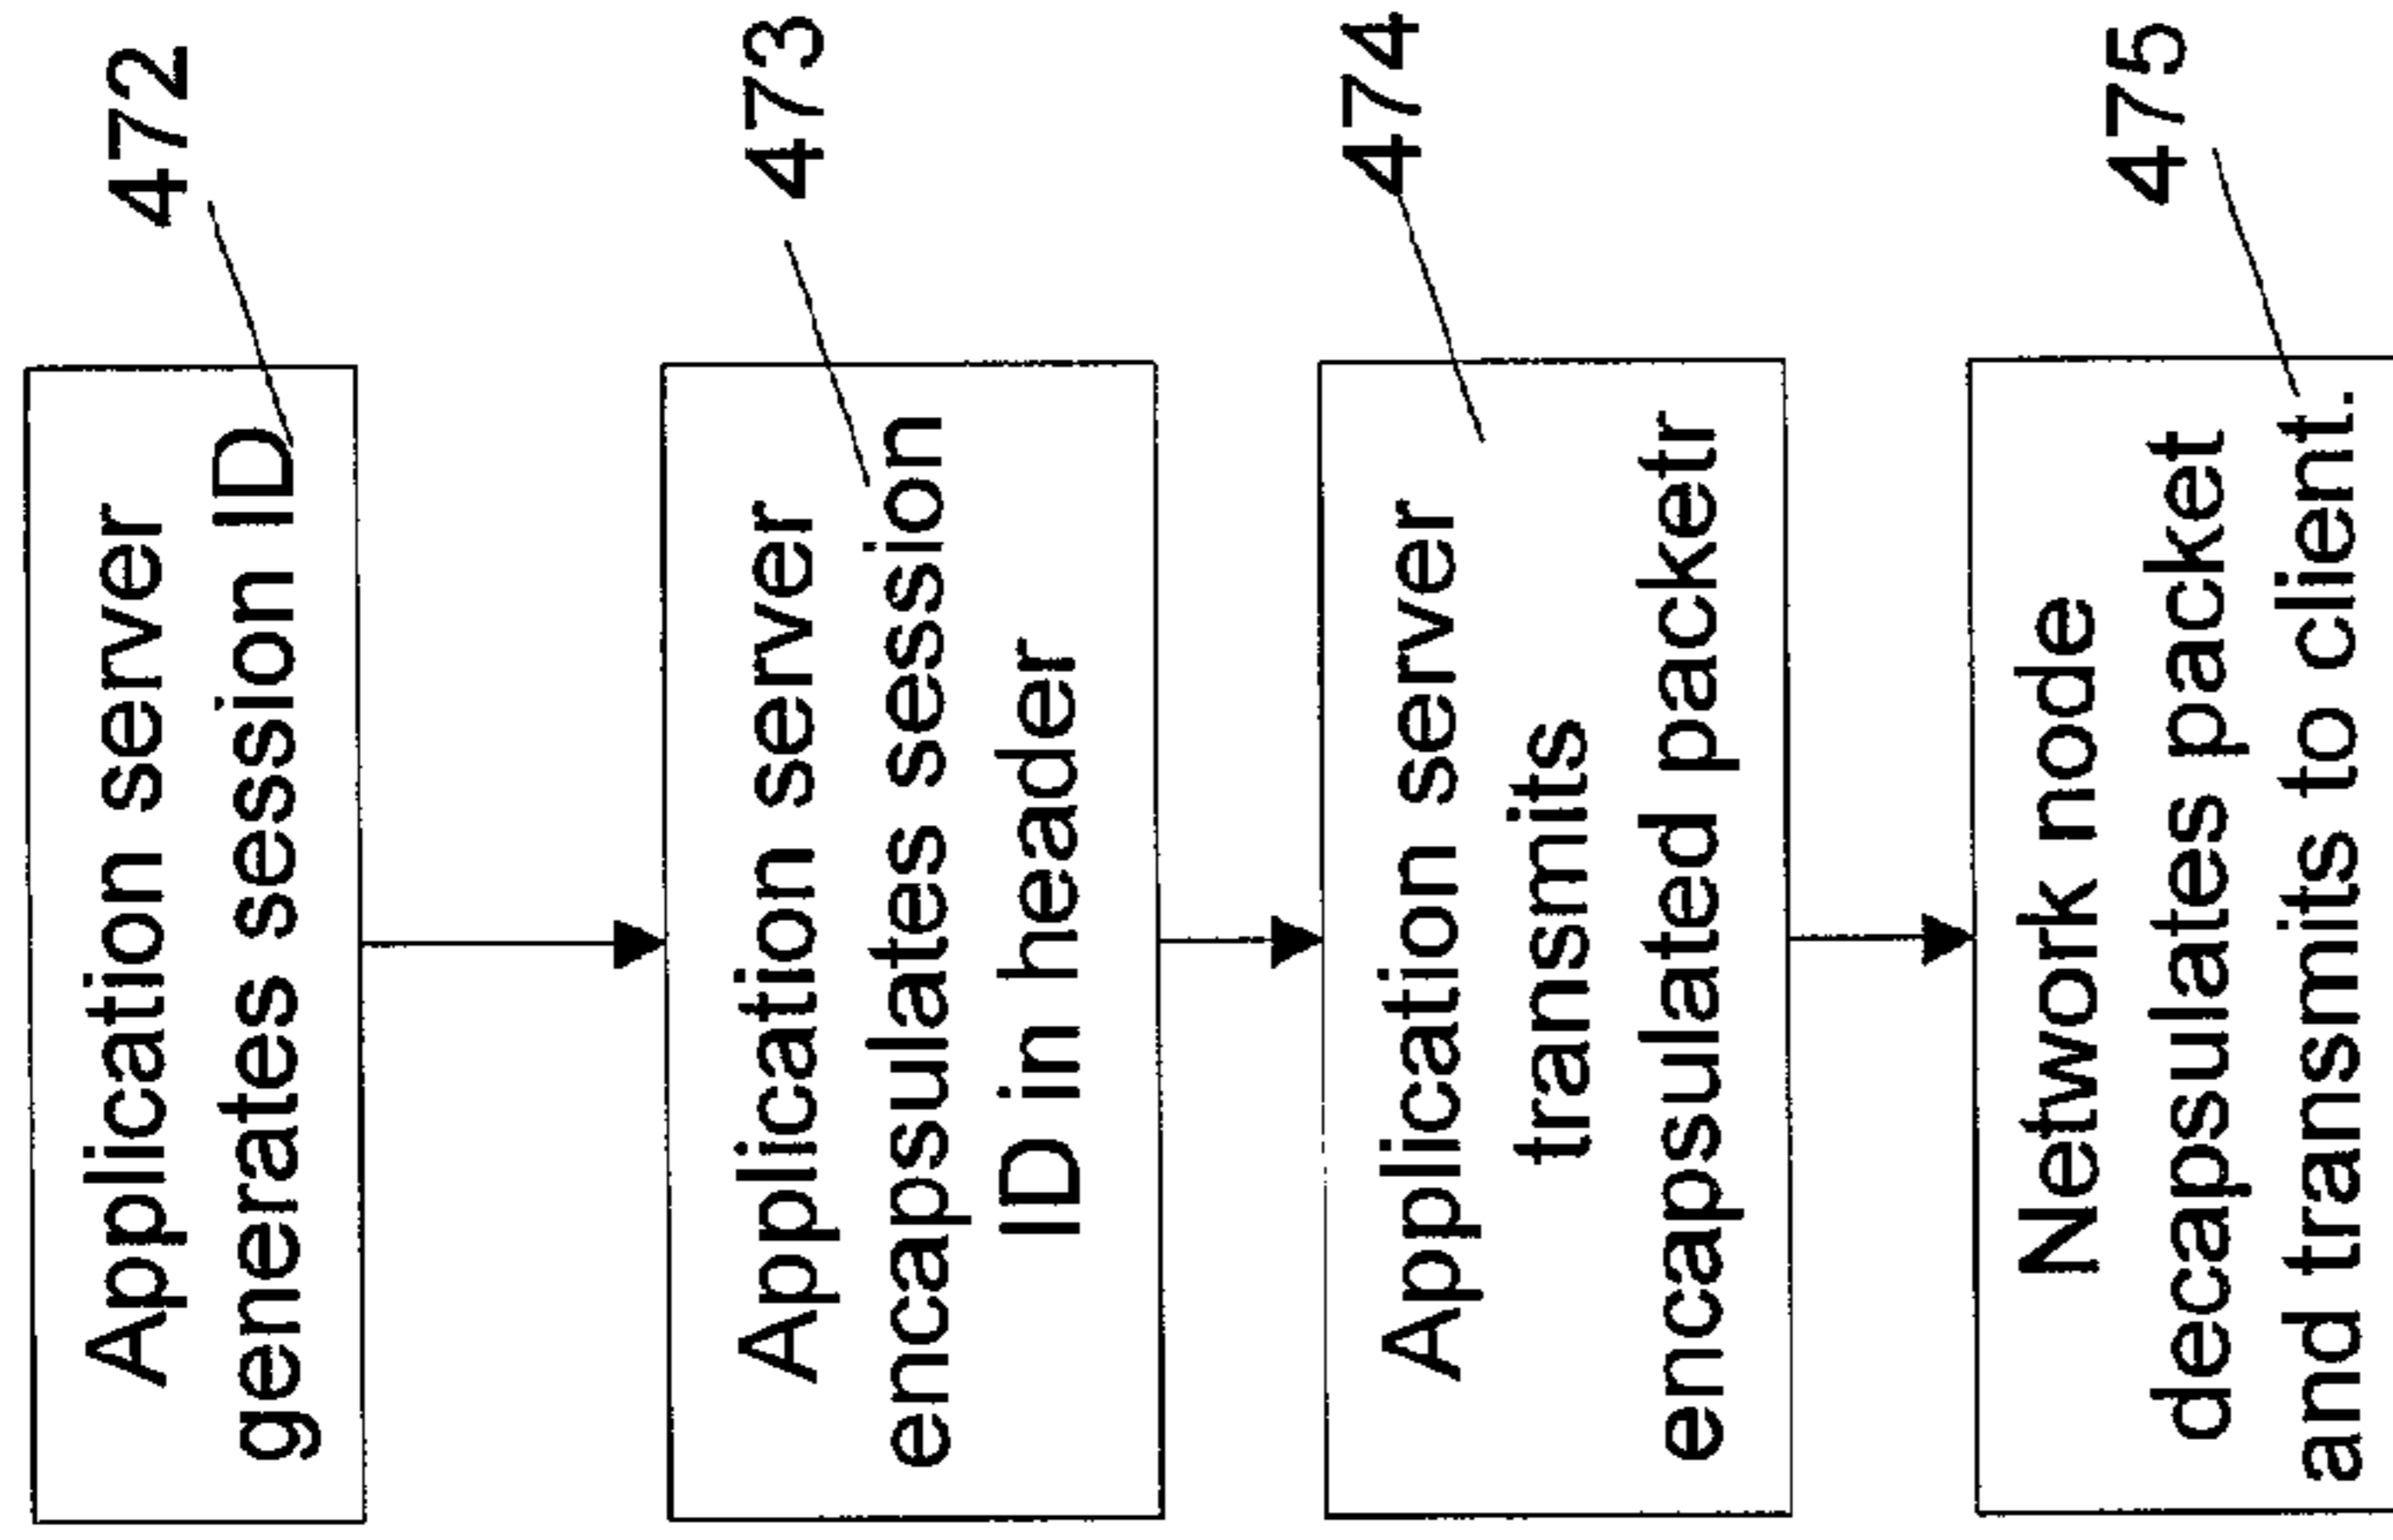 Application server
generates session ID
472
Application server
encapsulates session
ID in header
473
Application server
transmits
encapsulated packetr
474
Network node
decapsulates packet
and transmits to client.
475